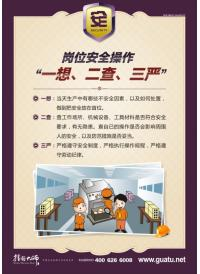 安
SECURITY
岗位安全操作
“一想、二查、三严”
一想：当天生产中有哪些不安全因素，以及如何处置，
做到把安全放在首位。
二查：查工作场所、机械设备、工具材料是否符合安全
要求，有无隐患，查自己的操作是否会影响周围
人的安全，以及防范措施是否妥当。
三严：严格遵守安全制度，严格执行操作规程，严格遵
守劳动纪律。
400 626 6008
www.guatu.net